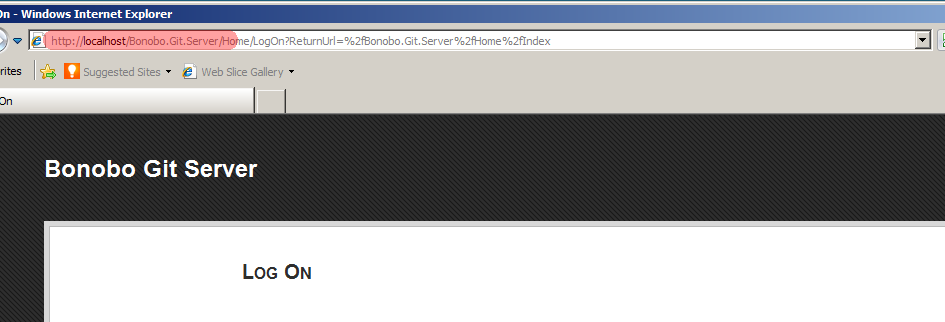 On - Windows Internet Explorer
http://localhost/Bonobo.Git.Server/Home/LogOn?ReturnUrl=%2fBonobo.Git.Server%2fHome%2fIndex
rites Suggested Sites Web Slice Gallery
On
Bonobo Git Server
Log On